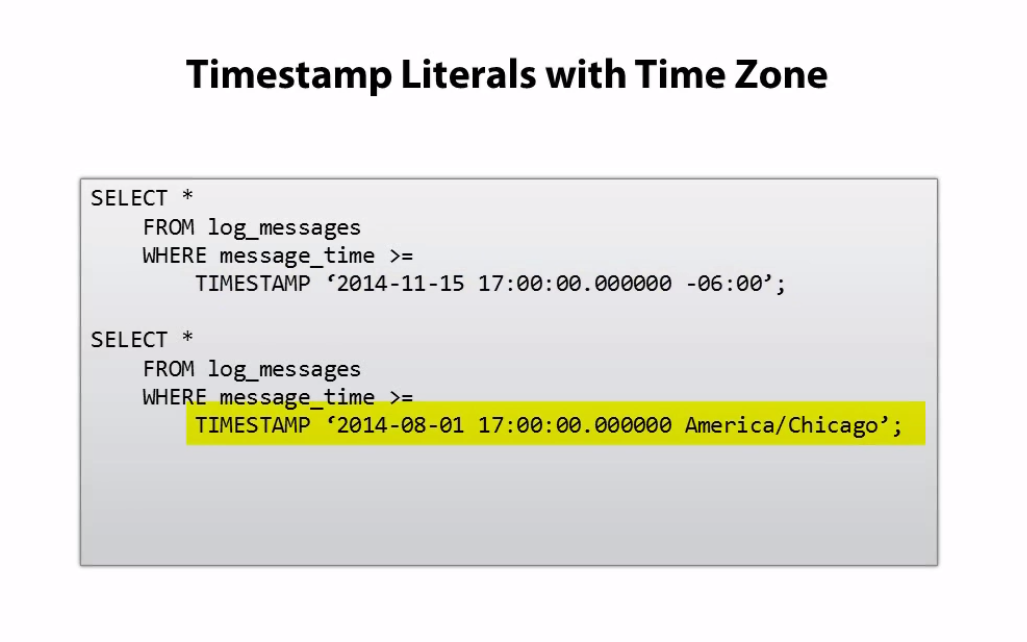 Timestamp Literals with Time Zone
SELECT *
FROM log_messages
WHERE message_time >=
TIMESTAMP ‘2014-11-15 17:00:00.000000 -06:00’;
SELECT *
FROM log_messages
WHERE message_time >=
TIMESTAMP ‘2014-08-01 17:00:00.000000 America/Chicago’;